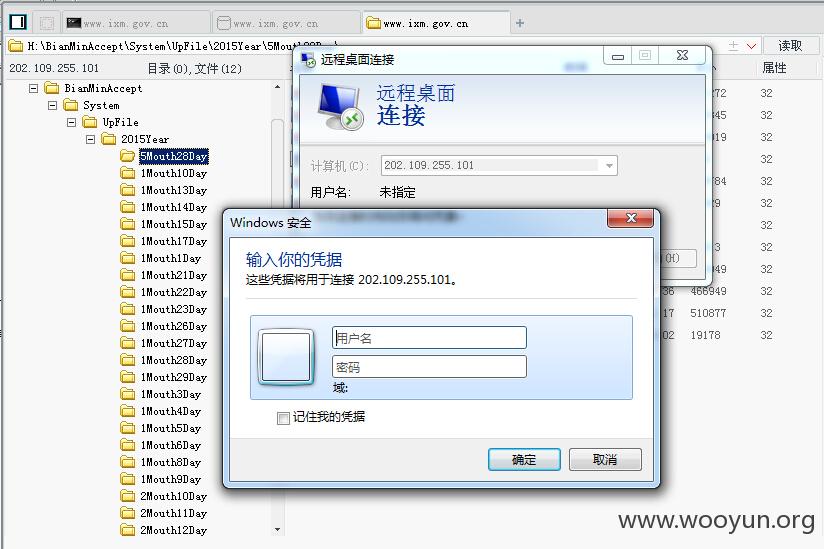 www.ixm.gov.cn
www.ixm.gov.cn
www.ixm.gov.cn
H:\BianMinAccept\System\UpFile\2015Year\5Mouth28Day\
读取
202.109.255.101
目录(0),文件(12)
属性
BianMinAccept
System
UpFile
2015Year
5Mouth28Day
1Mouth10Day
1Mouth13Day
1Mouth14Day
1Mouth15Day
1Mouth17Day
1Mouth1Day
1Mouth21Day
1Mouth22Day
1Mouth23Day
1Mouth26Day
1Mouth27Day
1Mouth28Day
1Mouth29Day
1Mouth3Day
1Mouth4Day
1Mouth5Day
1Mouth6Day
1Mouth8Day
1Mouth9Day
2Mouth10Day
2Mouth11Day
2Mouth12Day
远程桌面连接
远程桌面
连接
计算机(C):
202.109.255.101
用户名:
未指定
(H)
272 32
345 32
019 32
32
784 32
45 32
32
453 32
049 32
36 466949 32
17 510877 32
02 19178 32
Windows 安全
输入你的凭据
这些凭据将用于连接 202.109.255.101。
用户名
密码
域:
记住我的凭据
确定
取消
www.wooyun.org